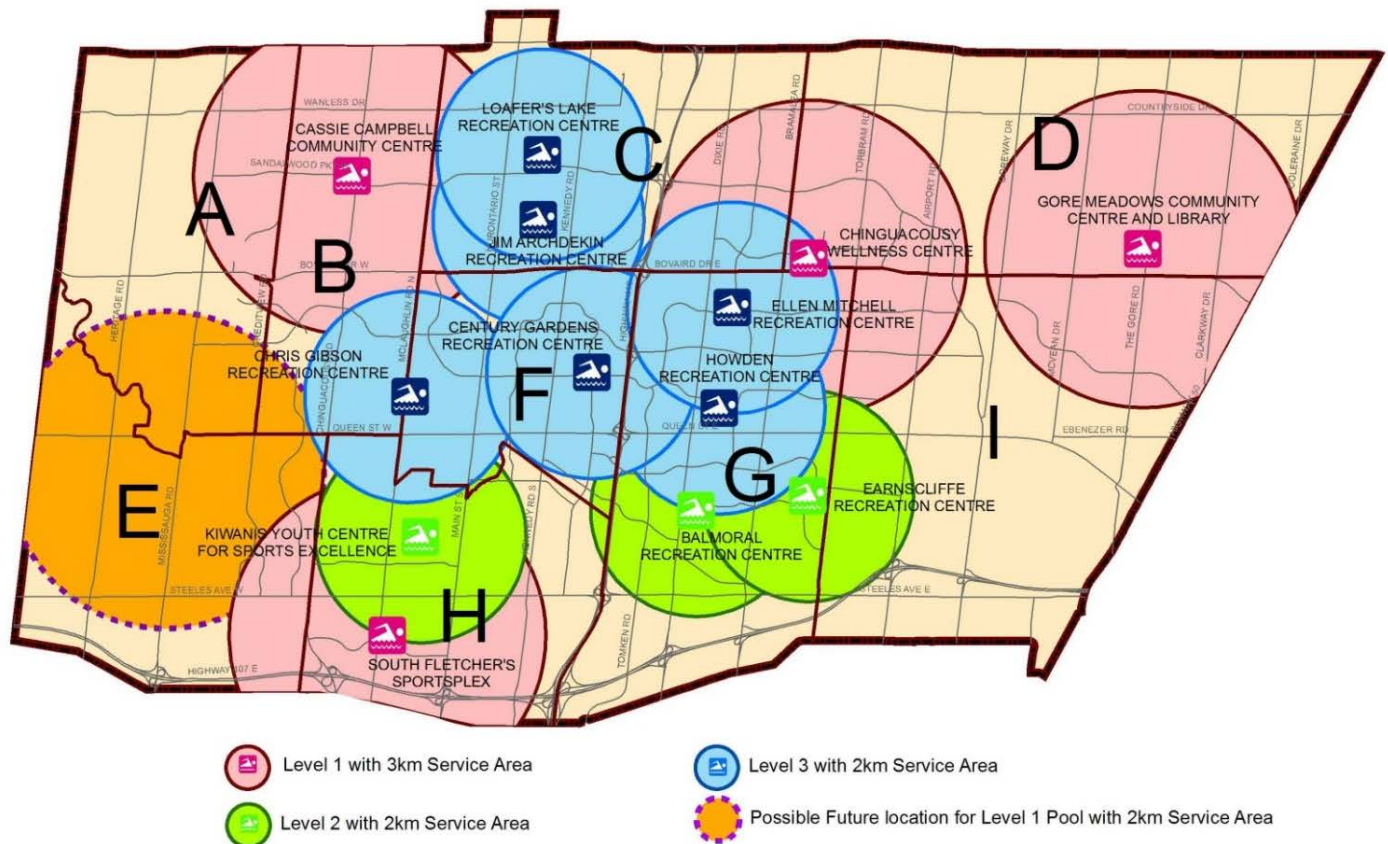 WANLESS DR
CASSIE CAMPBELL
COMMUNITY CENTRE
SANDALWOOD
LOAFER'S LAKE
RECREATION CENTRE
C
KENNEDY RD
JIM ARCHDEKIN
RECREATION CENTRE
DIXIE RD
BRAMALEA RD
TORBRAM RD
AIRPORT RD
COUNTRYSIDE DR
GOREWAY DR
D
GORE MEADOWS COMMUNITY
CENTRE AND LIBRARY
A
B
CHINGUACOUSY
WELLNESS CENTRE
BOVAIRD DR E
HERITAGE RD
MCLAUGHLIN RD N
CHRIS GIBSON
RECREATION CENTRE
CENTURY GARDENS
RECREATION CENTRE
ELLEN MITCHELL
RECREATION CENTRE
HOWDEN
RECREATION CENTRE
MCVEAN DR
THE GORE RD
CLARKWAY DR
F
QUEEN ST W
I
EBENEZER RD
G
E
MISSISSAUGA RD
KIWANIS YOUTH CENTRE
FOR SPORTS EXCELLENCE
MAIN ST S
BALMORAL
RECREATION CENTRE
EARNSCLIFFE
RECREATION CENTRE
STEELES AVE W
STEELES AVE E
H
SOUTH FLETCHER'S
SPORTSPLEX
TOMKEN RD
HIGHWAY 407 E
Level 1 with 3km Service Area
Level 3 with 2km Service Area
Level 2 with 2km Service Area
Possible Future location for Level 1 Pool with 2km Service Area